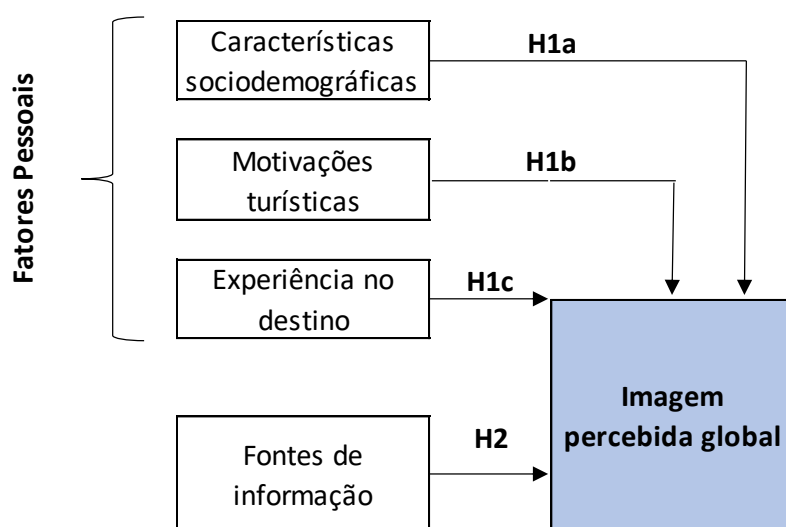 Fatores Pessoais
Características
sociodemográficas
H1a
Motivações
turísticas
H1b
Experiência no
destino
H1c
Fontes de
informação
H2
Imagem
percebida global